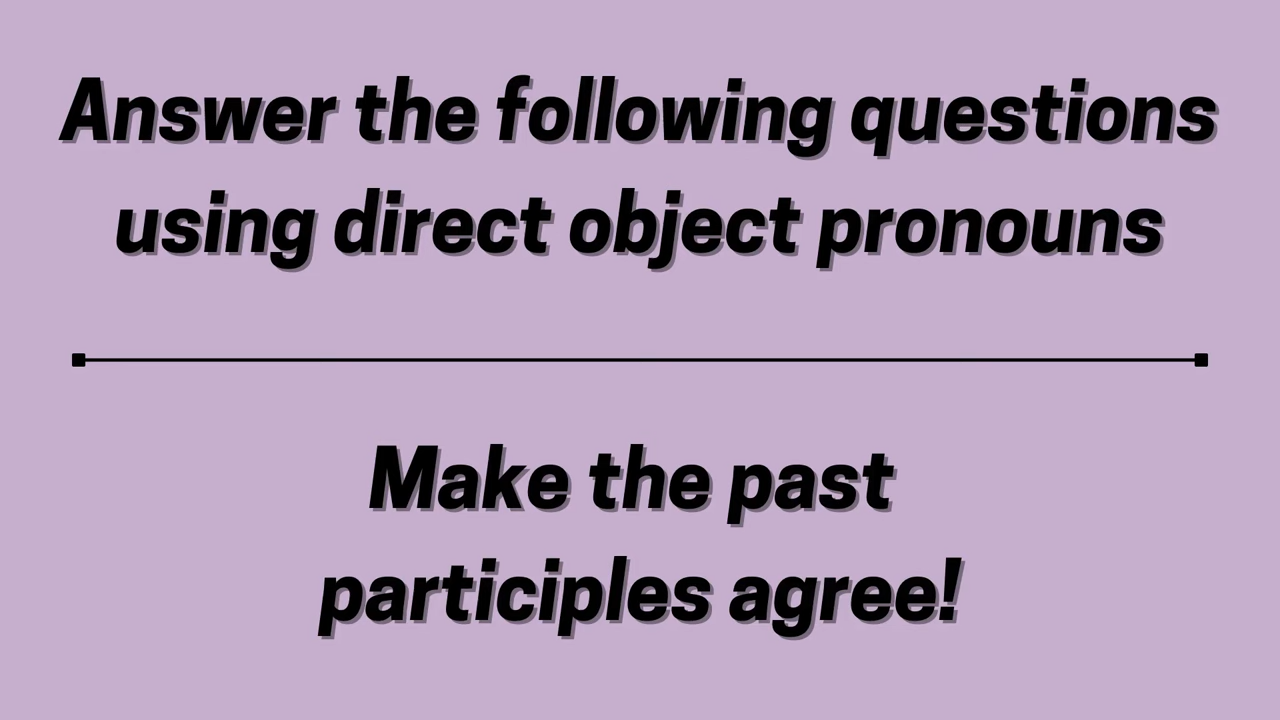 Answer the following questions
using direct object pronouns
Make the past
participles agree!